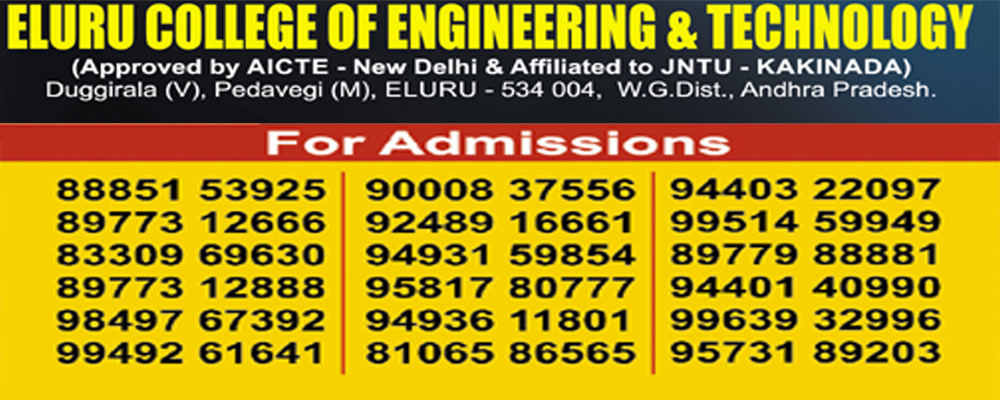 ELURU COLLEGE OF ENGINEERING & TECHNOLOGY
(Approved by AICTE - New Delhi & Affiliated to JNTU - KAKINADA)
Duggirala (V), Pedavegi (M), ELURU - 534 004, W.G.Dist., Andhra Pradesh.
For Admissions
88851 53925 90008 37556 94403 22097
89773 12666 92489 16661 99514 59949
83309 69630 94931 59854 89779 88881
89773 12888 95817 80777 94401 40990
98497 67392 94936 11801 99639 32996
99492 61641 81065 86565 95731 89203